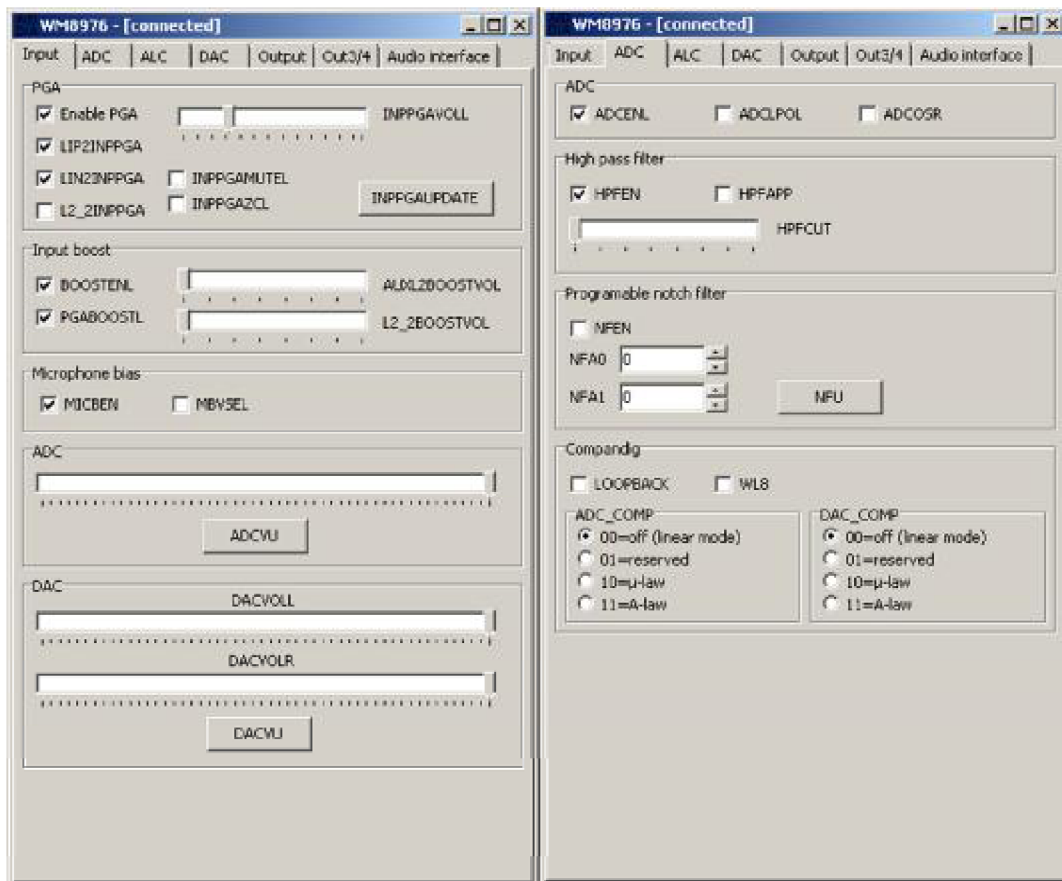 WM8976 - [connected]
Input ADC ALC DAC Output Out3/4 Audio interface
PGA
Enable PGA INPPGAVOLL
LIP2INPPGA
LIN2INPPGA INPPGAMUTEL
L2_2INPPGA INPPGAZCL INPPGAUPDATE
Input boost
BOOSTENL AUXL2BOOSTVOL
PGABOOSTL L2_2BOOSTVOL
Microphone bias
MICBEN MBVSEL
ADC
ADCVU
DAC
DACVOLL
DACVOLR
DACVU
WM8976 - [connected]
Input ADC ALC DAC Output Out3/4 Audio interface
ADC
ADCENL ADCLPOL ADCOSR
High pass filter
HPFEN HPFAPP
HPFCUT
Programable notch filter
NFEN
NFA0 0
NFA1 0 NFU
Compandig
LOOPBACK WL8
ADC_COMP
00=off (linear mode)
01=reserved
10=µ-law
11=A-law
DAC_COMP
00=off (linear mode)
01=reserved
10=µ-law
11=A-law